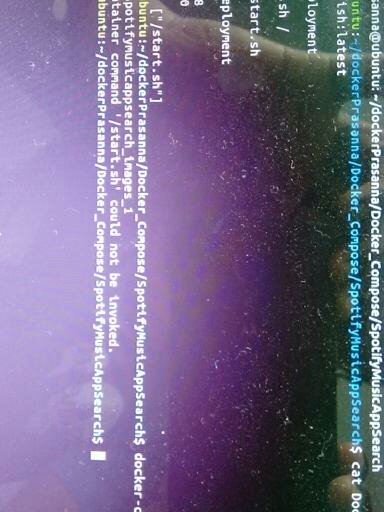 asanna@ubuntu: ~/dockerPrasanna/Docker_Compose/SpotifyMusicAppSearch
untu:~/dockerPrasanna/Docker_Compose/SpotifyMusicAppSearch$ cat Doc
ish:latest
ployment
sh /
start.sh
eployment
8
0
["/start.sh"]
buntu:~/dockerPrasanna/Docker_Compose/SpotifyMusicAppSearch$ docker-c
potifymusicappsearch_images_1
tainer command '/start.sh' could not be invoked.
buntu:~/dockerPrasanna/Docker_Compose/SpotifyMusicAppSearch$